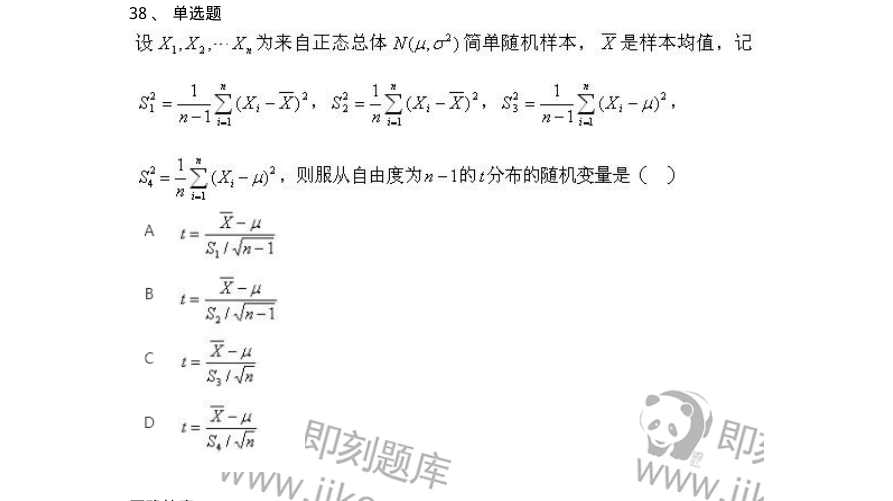 38 、 单选题
设 X₁,X₂,⋯ Xₙ 为来自正态总体 N(μ,σ²) 简单随机样本， X̅ 是样本均值，记
S₁² = 1/(n−1) ∑ᵢ₌₁ⁿ (Xᵢ − X̅)²， S₂² = 1/n ∑ᵢ₌₁ⁿ (Xᵢ − X̅)²， S₃² = 1/(n−1) ∑ᵢ₌₁ⁿ (Xᵢ − μ)²，
S₄² = 1/n ∑ᵢ₌₁ⁿ (Xᵢ − μ)²，则服从自由度为 n−1的 t 分布的随机变量是（ ）
A t = (X̅ − μ) / (S₁ / √(n−1))
B t = (X̅ − μ) / (S₂ / √(n−1))
C t = (X̅ − μ) / (S₃ / √n)
D t = (X̅ − μ) / (S₄ / √n)
即刻题库
www.jike
即
www.ji